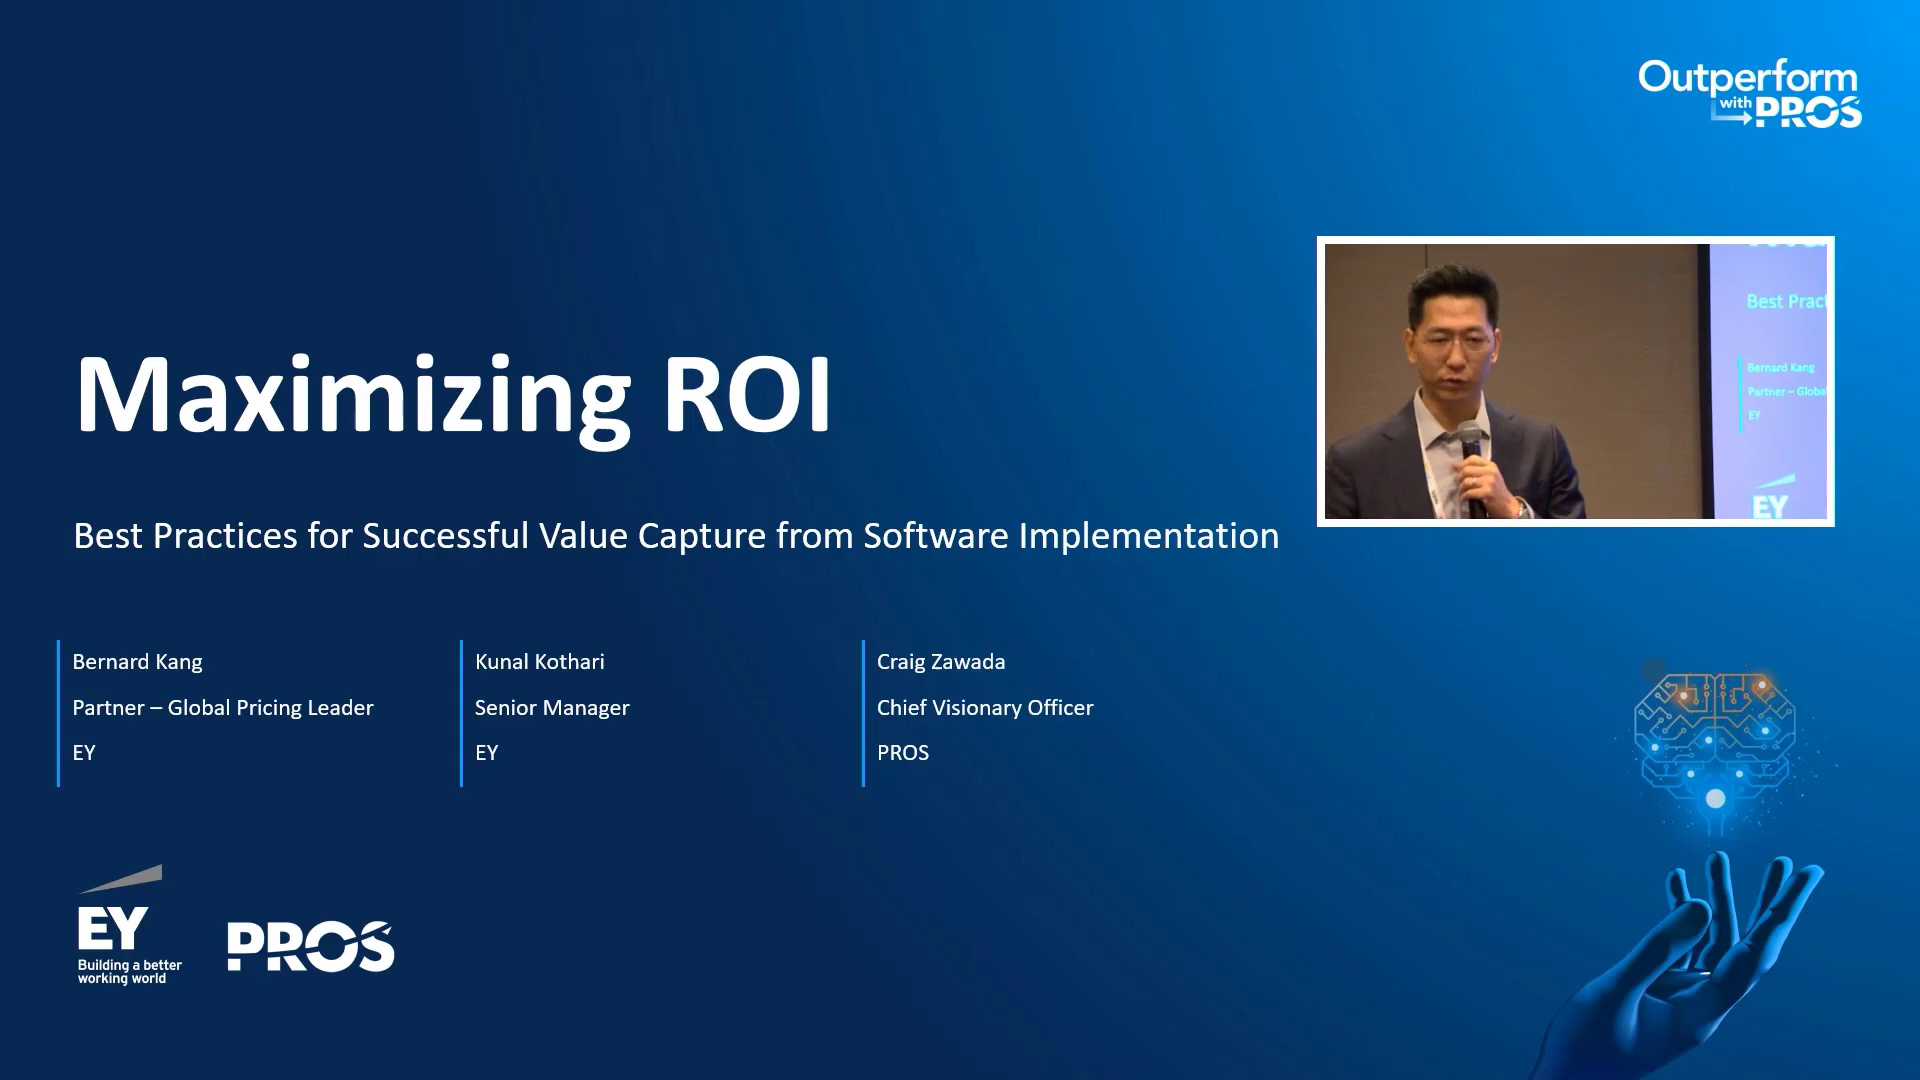 Outperform
with PROS
Maximizing ROI
Best Practices for Successful Value Capture from Software Implementation
Best Pract
Bernard Kang
Partner – Globa
EY
EY
Bernard Kang
Partner – Global Pricing Leader
EY
Kunal Kothari
Senior Manager
EY
Craig Zawada
Chief Visionary Officer
PROS
EY
Building a better
working world
PROS